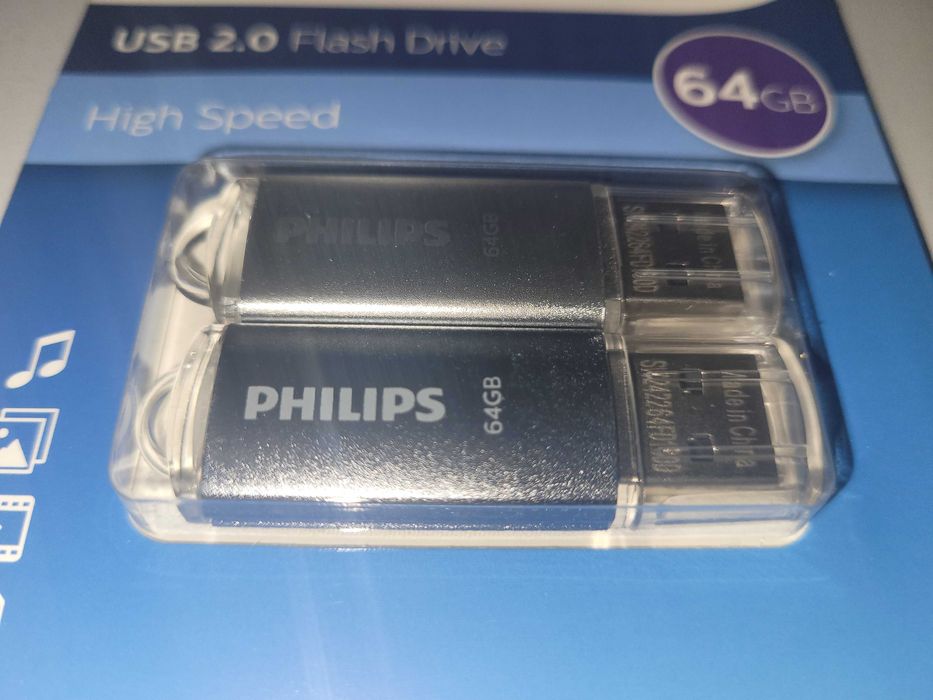 USB 2.0 Flash Drive
64GB
High Speed
PHILIPS 64GB
Made in China
PHILIPS 64GB
Made in China